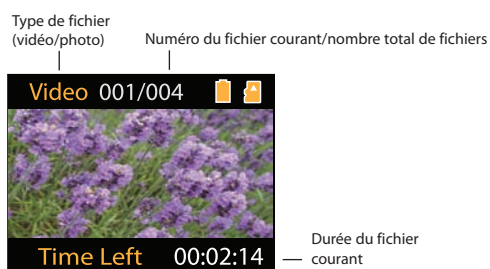 Type de fichier
(vidéo/photo)
Numéro du fichier courant/nombre total de fichiers
Video 001/004
Time Left 00:02:14
Durée du fichier
courant